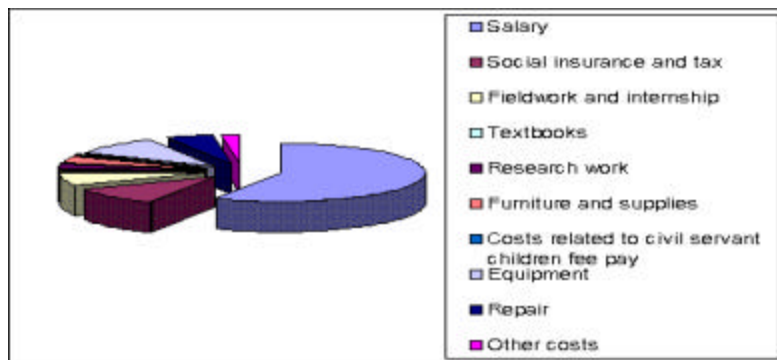 Salary
Social insurance and tax
Fieldwork and internship
Textbooks
Research work
Furniture and supplies
Costs related to civil servant
children fee pay
Equipment
Repair
Other costs